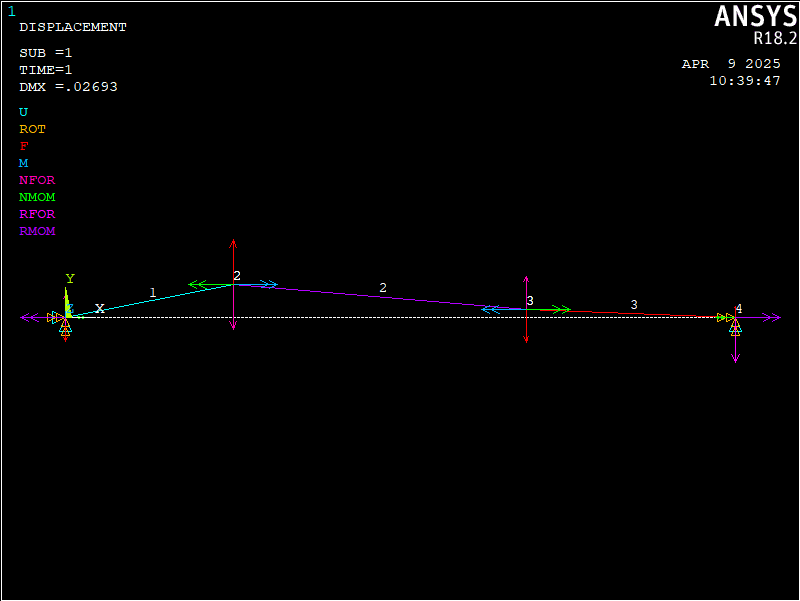 1
DISPLACEMENT
SUB =1
TIME=1
DMX =.02693
U
ROT
F
M
NFOR
NMOM
RFOR
RMOM
ANSYS
R18.2
APR  9 2025
10:39:47
Y
X
1
2
2
3
3
4